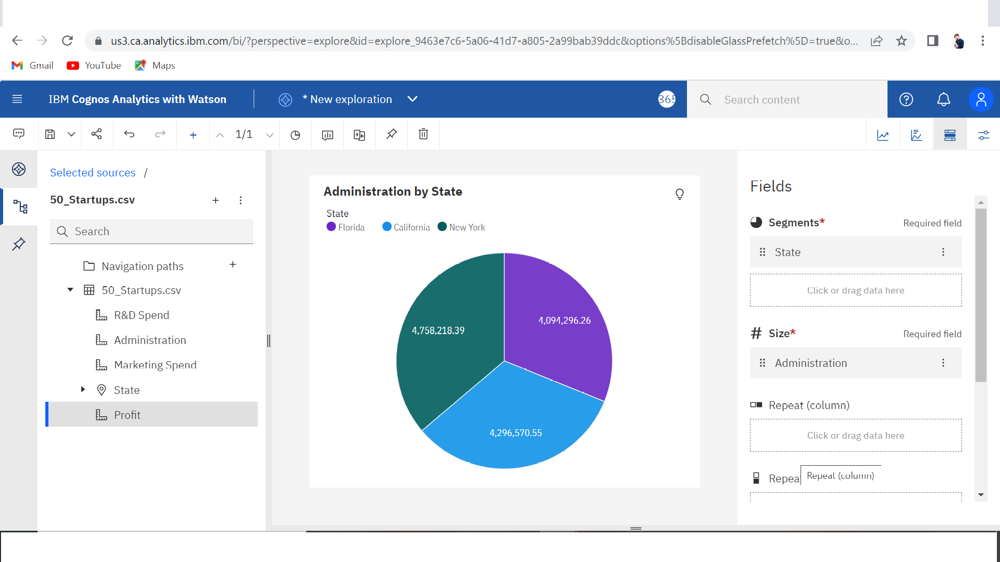 us3.ca.analytics.ibm.com/bi/?perspective=explore&id=explore_9463e7c6-5a06-41d7-a805-2a99bab39ddc&options%5BdisableGlassPrefetch%5D=true&o...
Gmail YouTube Maps
IBM Cognos Analytics with Watson * New exploration 365 Search content
1/1
Selected sources /
50_Startups.csv
Search
Navigation paths
50_Startups.csv
R&D Spend
Administration
Marketing Spend
State
Profit
Administration by State
State
Florida California New York
4,094,296.26
4,758,218.39
4,296,570.55
Fields
Segments* Required field
State
Click or drag data here
Size* Required field
Administration
Repeat (column)
Click or drag data here
Repea
Repeat (column)